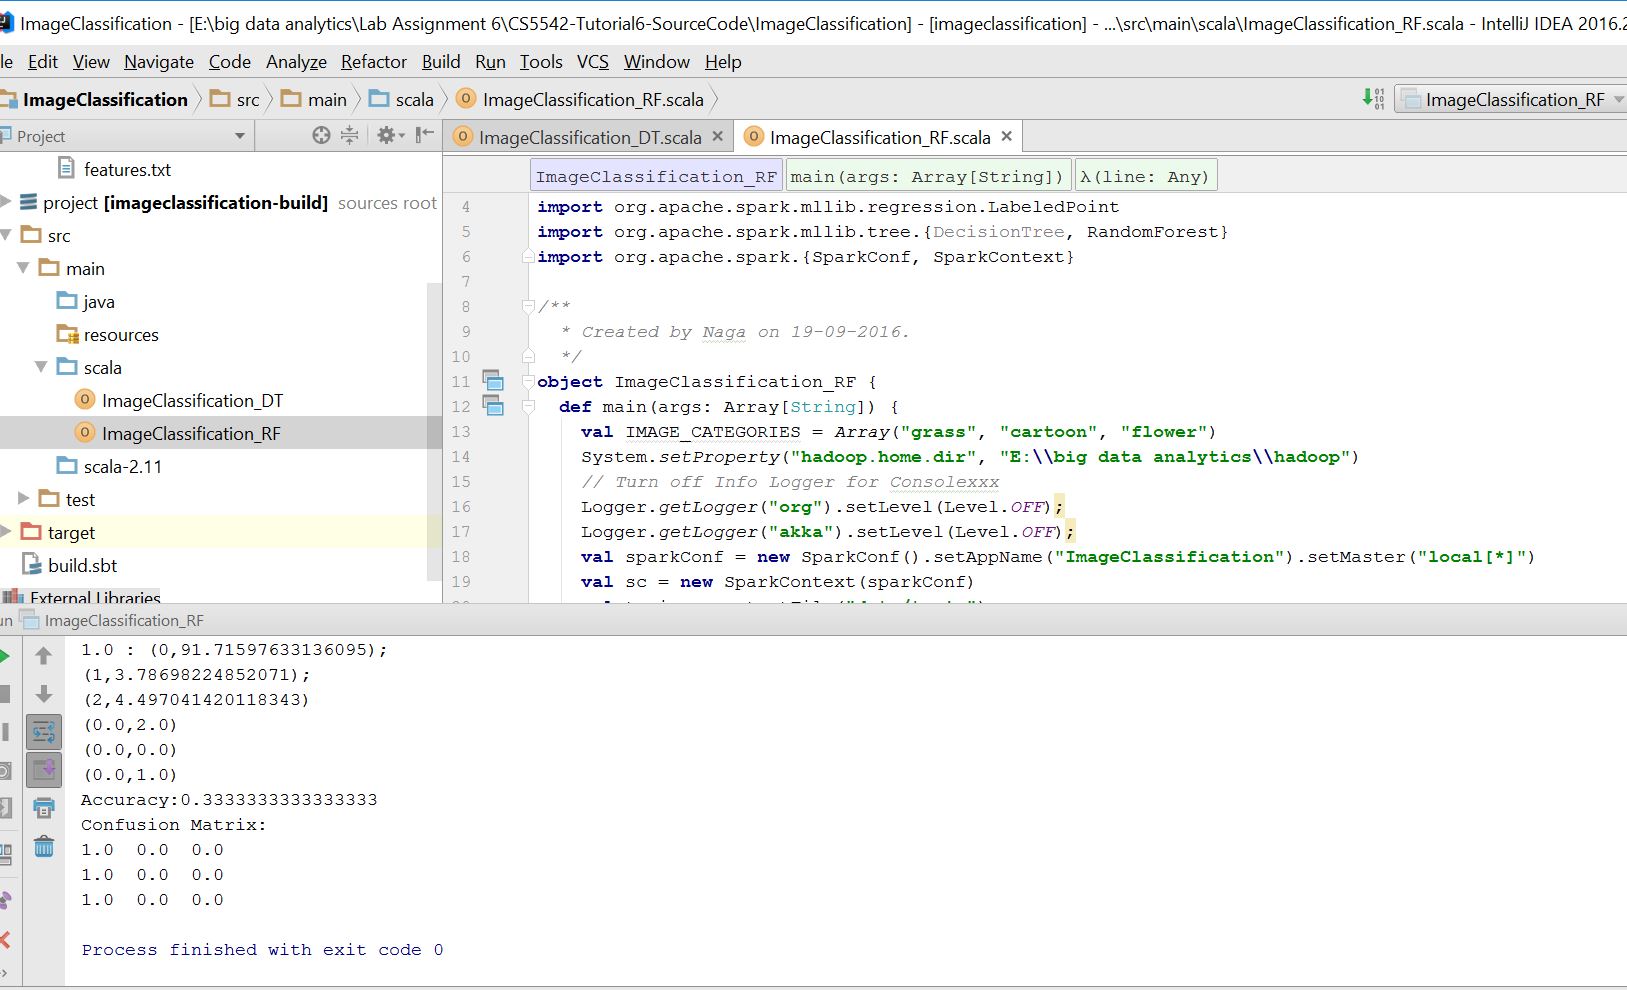 ImageClassification - [E:\big data analytics\Lab Assignment 6\CS5542-Tutorial6-SourceCode\ImageClassification] - [imageclassification] - ...\src\main\scala\ImageClassification_RF.scala - IntelliJ IDEA 2016.2
le Edit View Navigate Code Analyze Refactor Build Run Tools VCS Window Help
ImageClassification src main scala ImageClassification_RF.scala ImageClassification_RF
Project ImageClassification_DT.scala ImageClassification_RF.scala
features.txt
project [imageclassification-build] sources root
src
main
java
resources
scala
ImageClassification_DT
ImageClassification_RF
scala-2.11
test
target
build.sbt
External Libraries
ImageClassification_RF main(args: Array[String]) λ(line: Any)
4 import org.apache.spark.mllib.regression.LabeledPoint
5 import org.apache.spark.mllib.tree.{DecisionTree, RandomForest}
6 import org.apache.spark.{SparkConf, SparkContext}
7
8 /**
9 * Created by Naga on 19-09-2016.
10 */
11 object ImageClassification_RF {
12 def main(args: Array[String]) {
13 val IMAGE_CATEGORIES = Array("grass", "cartoon", "flower")
14 System.setProperty("hadoop.home.dir", "E:\\big data analytics\\hadoop")
15 // Turn off Info Logger for Consolexxx
16 Logger.getLogger("org").setLevel(Level.OFF);
17 Logger.getLogger("akka").setLevel(Level.OFF);
18 val sparkConf = new SparkConf().setAppName("ImageClassification").setMaster("local[*]")
19 val sc = new SparkContext(sparkConf)
un ImageClassification_RF
1.0 : (0,91.71597633136095);
(1,3.78698224852071);
(2,4.497041420118343)
(0.0,2.0)
(0.0,0.0)
(0.0,1.0)
Accuracy:0.3333333333333333
Confusion Matrix:
1.0 0.0 0.0
1.0 0.0 0.0
1.0 0.0 0.0
Process finished with exit code 0